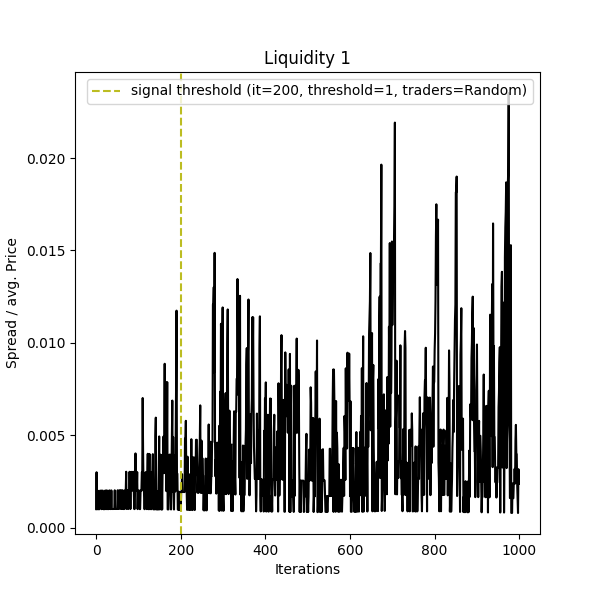 Liquidity 1
signal threshold (it=200, threshold=1, traders=Random)
0.020
0.015
0.010
0.005
0.000
Spread / avg. Price
0 200 400 600 800 1000
Iterations